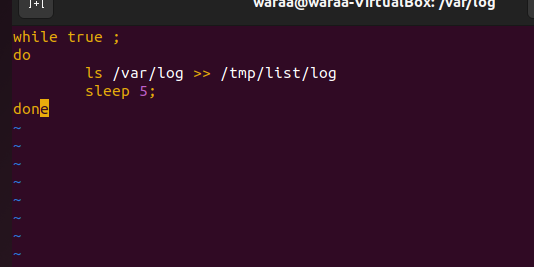 waraa@waraa-VirtualBox: /var/log
while true ;
do
        ls /var/log >> /tmp/list/log
        sleep 5;
done
~
~
~
~
~
~
~
~